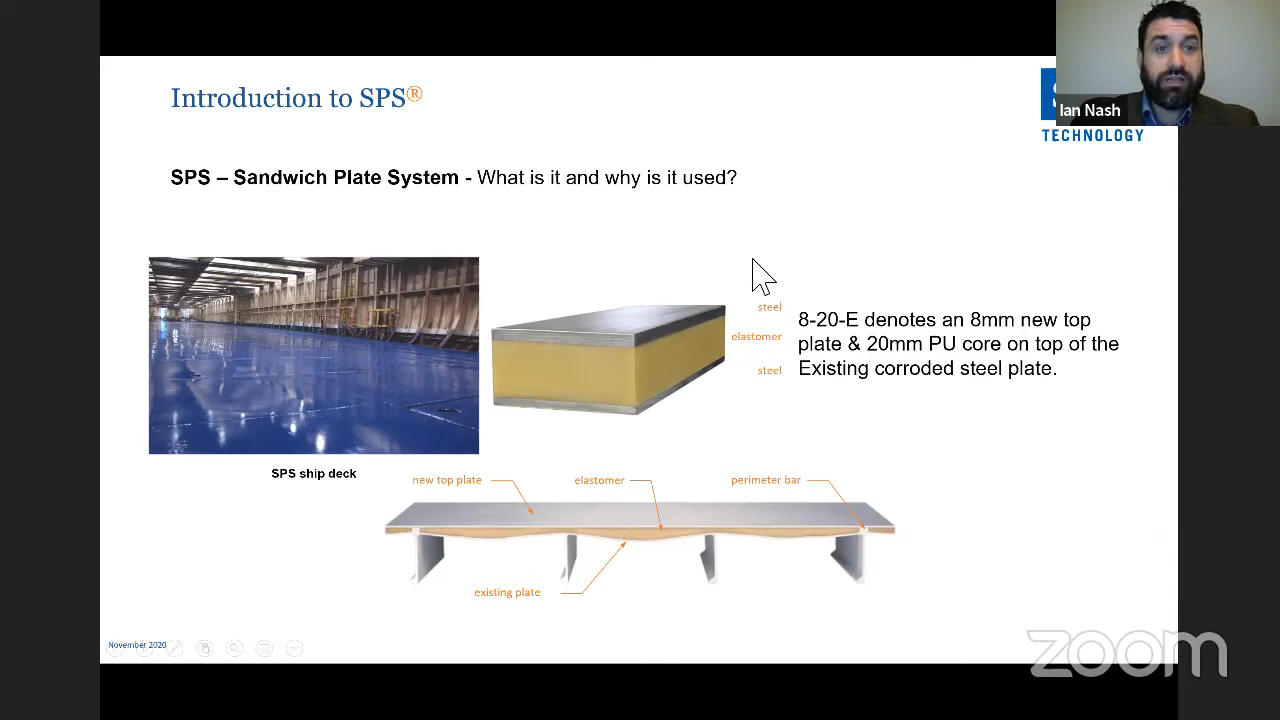 Introduction to SPS®
Ian Nash
TECHNOLOGY
SPS – Sandwich Plate System - What is it and why is it used?
steel
elastomer
steel
8-20-E denotes an 8mm new top
plate & 20mm PU core on top of the
Existing corroded steel plate.
SPS ship deck
new top plate
elastomer
perimeter bar
existing plate
November 2020
zoom